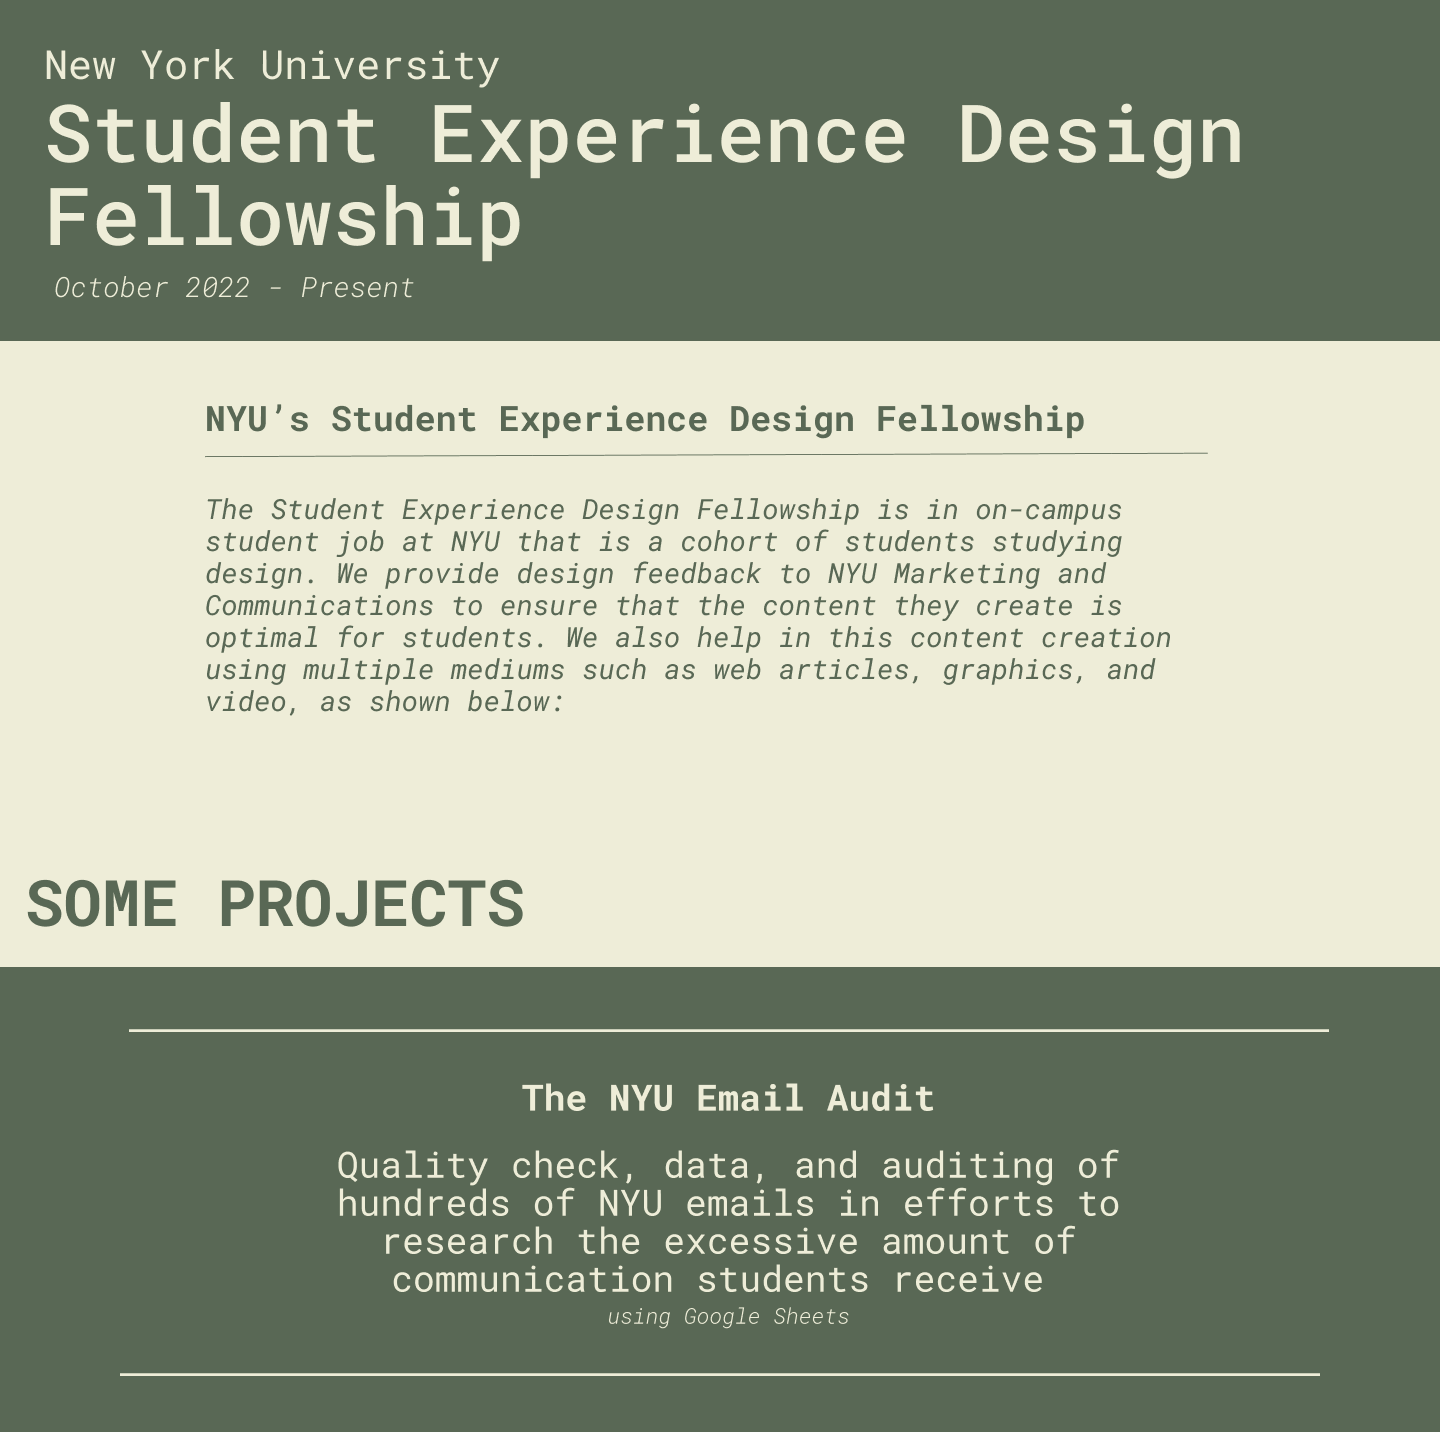 New York University
Student Experience Design
Fellowship
October 2022 - Present
NYU’s Student Experience Design Fellowship
The Student Experience Design Fellowship is in on-campus
student job at NYU that is a cohort of students studying
design. We provide design feedback to NYU Marketing and
Communications to ensure that the content they create is
optimal for students. We also help in this content creation
using multiple mediums such as web articles, graphics, and
video, as shown below:
SOME PROJECTS
The NYU Email Audit
Quality check, data, and auditing of
hundreds of NYU emails in efforts to
research the excessive amount of
communication students receive
using Google Sheets